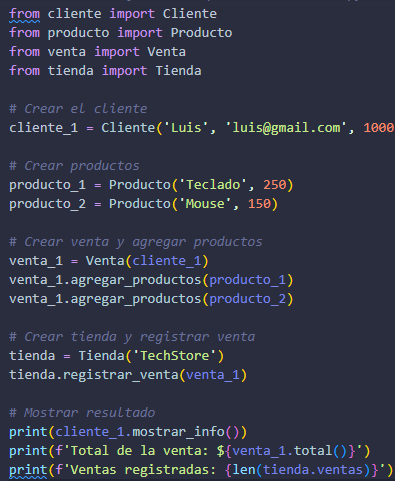 from cliente import Cliente
from producto import Producto
from venta import Venta
from tienda import Tienda
# Crear el cliente
cliente_1 = Cliente('Luis', 'luis@gmail.com', 1000
# Crear productos
producto_1 = Producto('Teclado', 250)
producto_2 = Producto('Mouse', 150)
# Crear venta y agregar productos
venta_1 = Venta(cliente_1)
venta_1.agregar_productos(producto_1)
venta_1.agregar_productos(producto_2)
# Crear tienda y registrar venta
tienda = Tienda('TechStore')
tienda.registrar_venta(venta_1)
# Mostrar resultado
print(cliente_1.mostrar_info())
print(f'Total de la venta: ${venta_1.total()}')
print(f'Ventas registradas: {len(tienda.ventas)}')